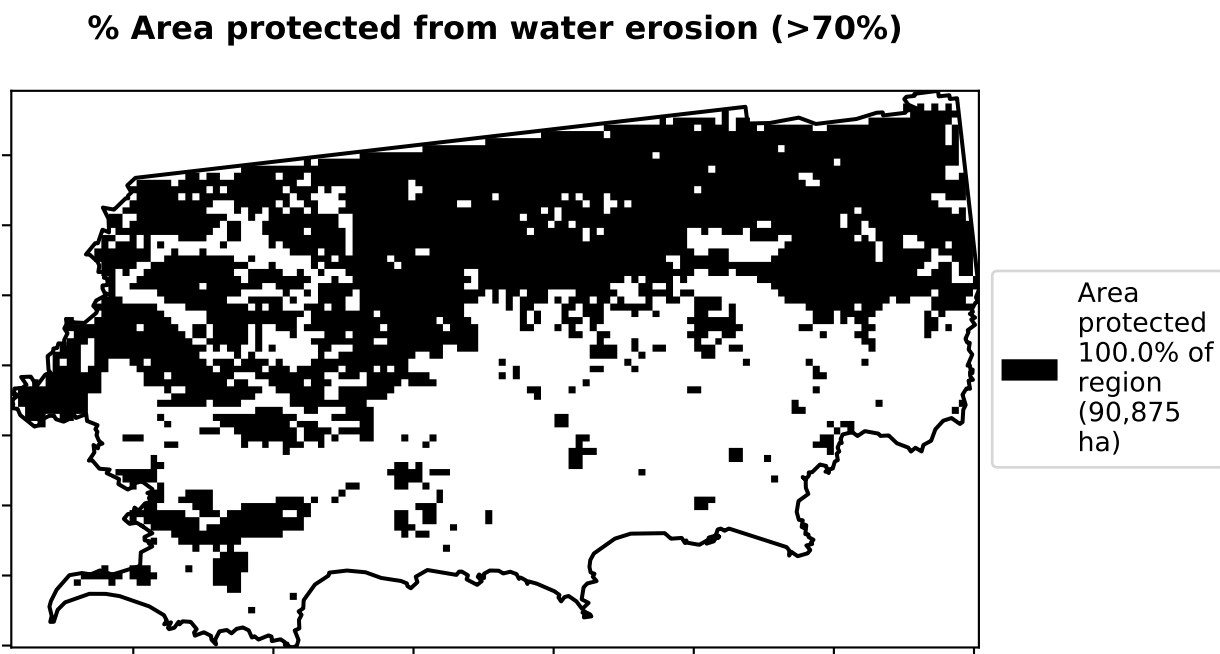 % Area protected from water erosion (>70%)
Area
protected
100.0% of
region
(90,875
ha)